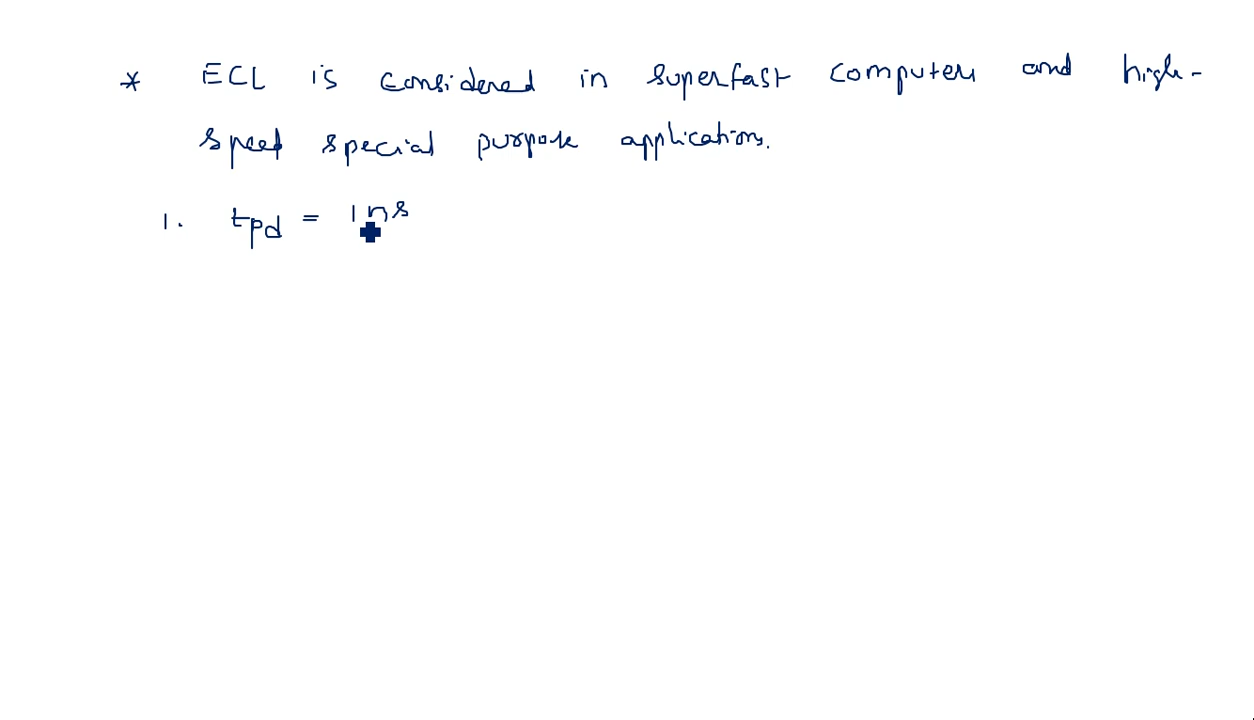 * ECL is considered in superfast computers and high-
speed special purpose applications.
1. tpd = 1ns